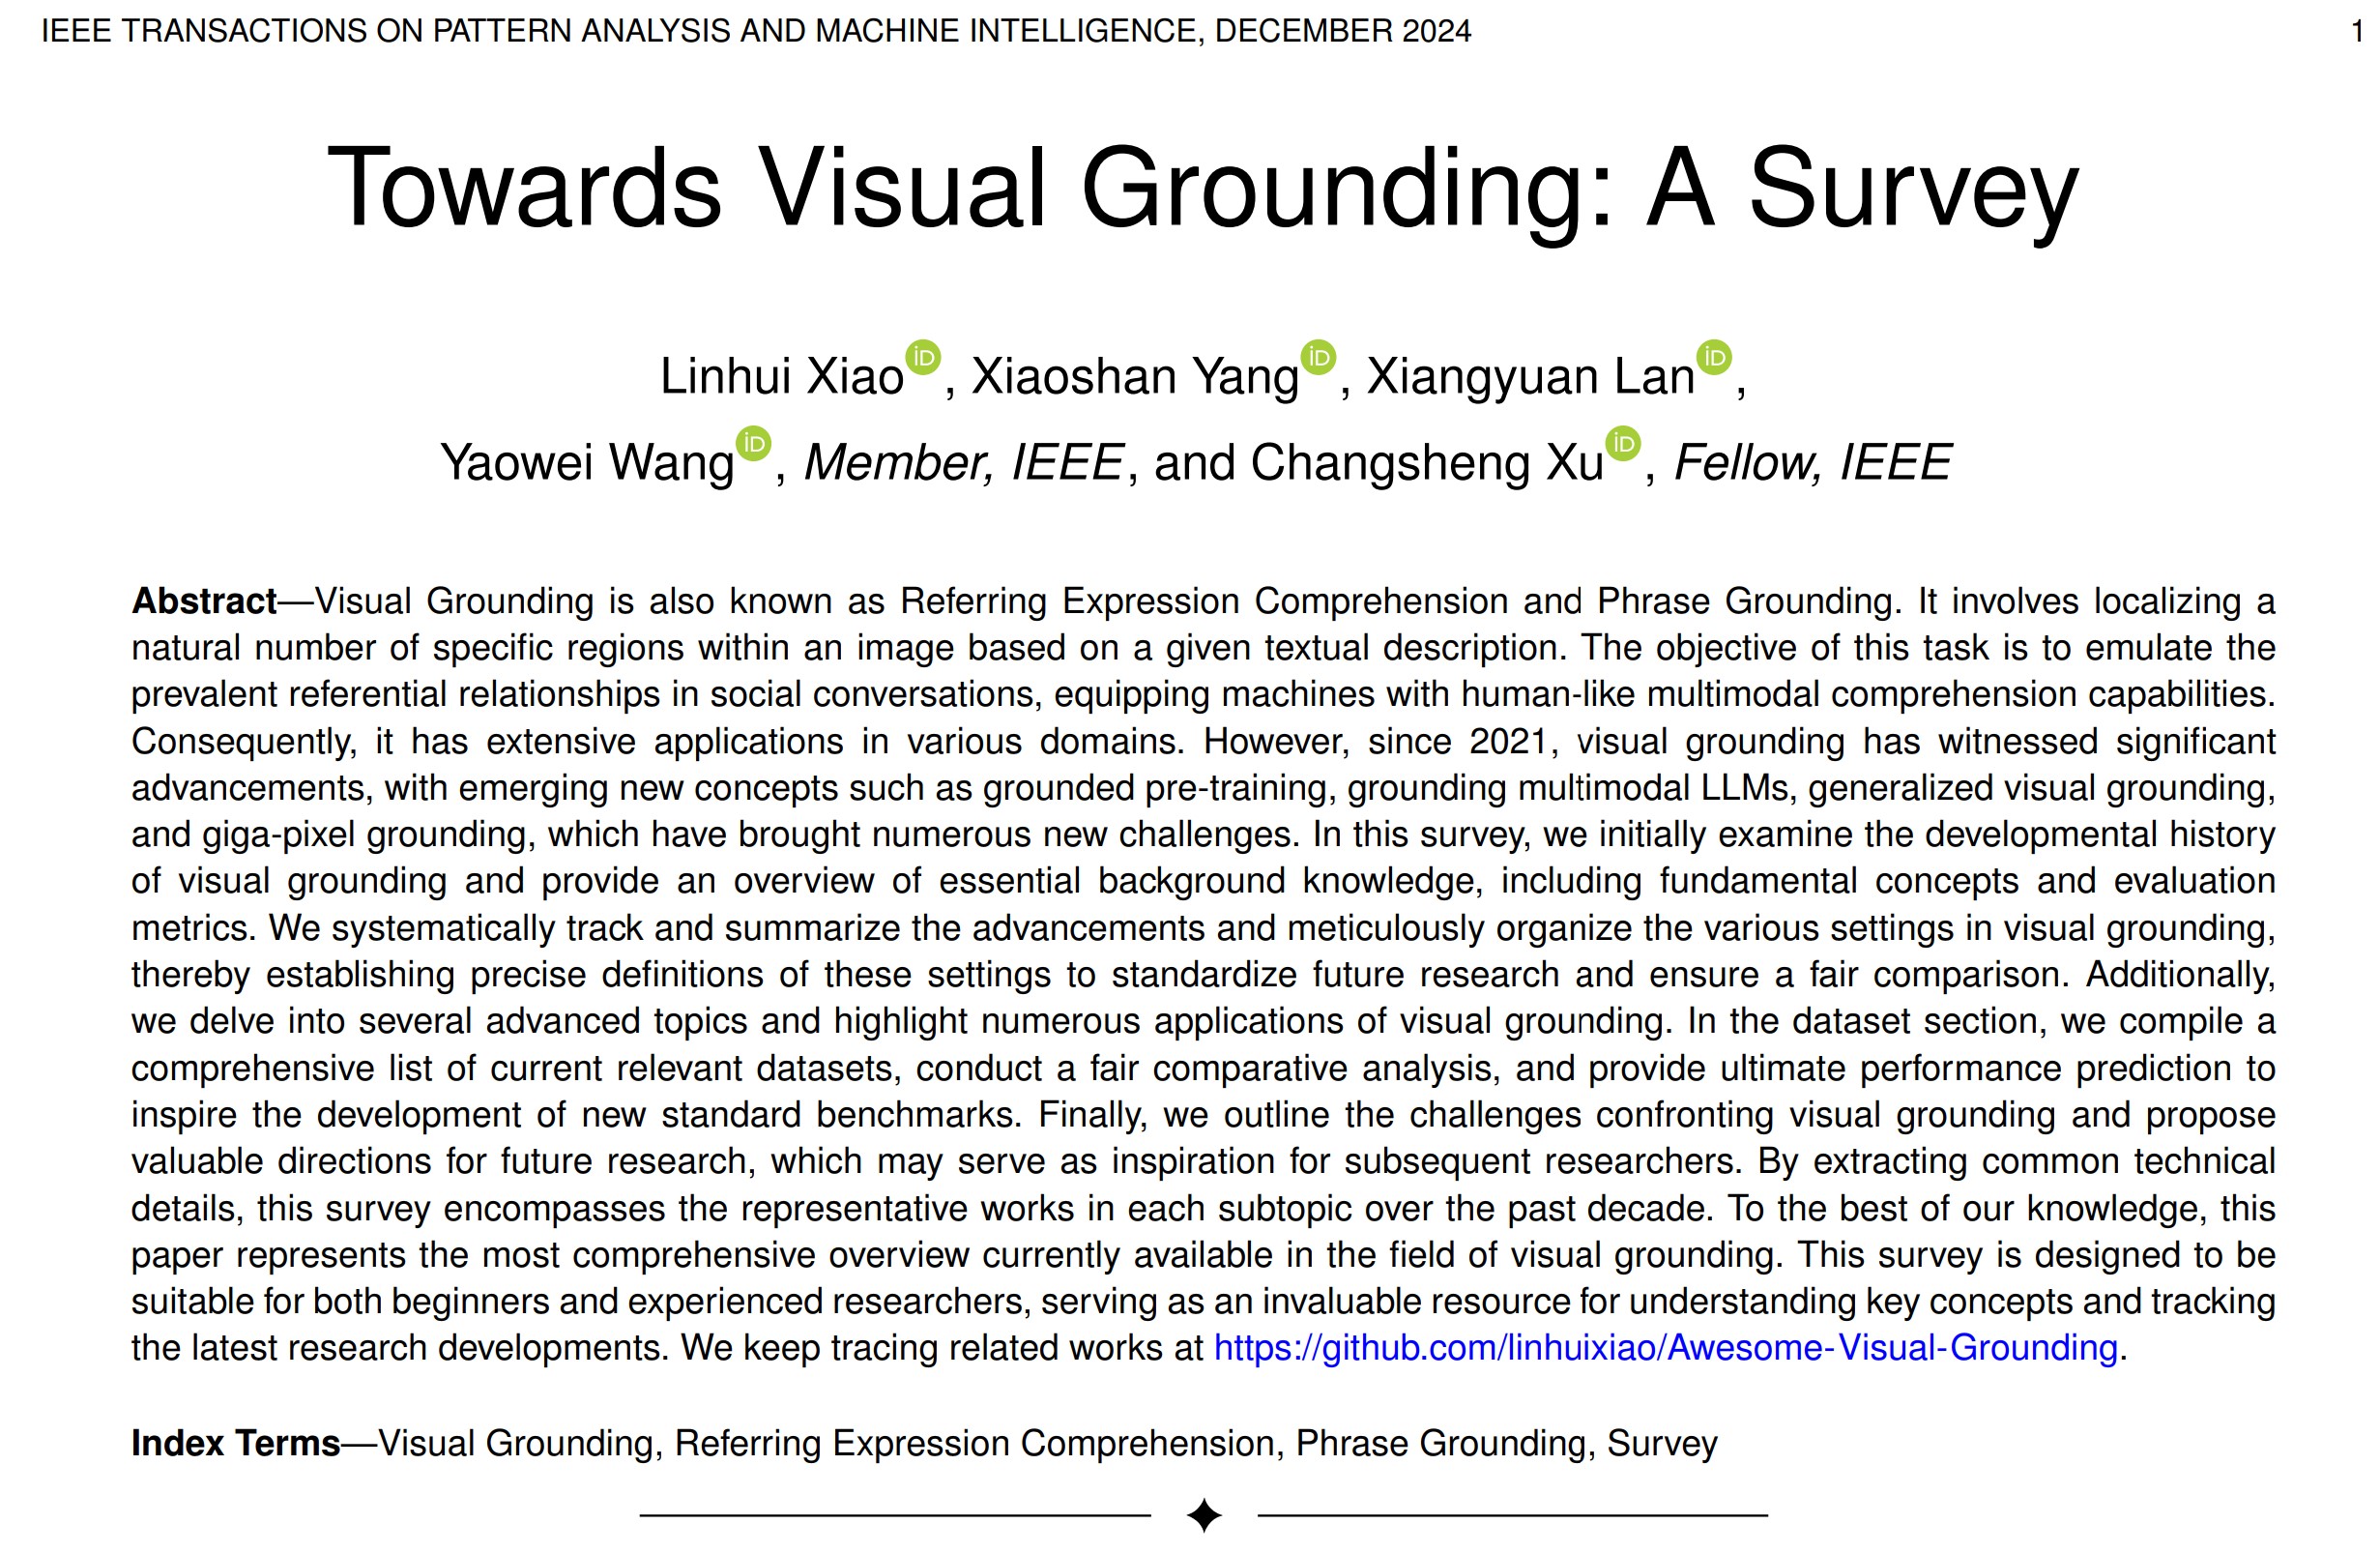 IEEE TRANSACTIONS ON PATTERN ANALYSIS AND MACHINE INTELLIGENCE, DECEMBER 2024 1
Towards Visual Grounding: A Survey
Linhui Xiao iD, Xiaoshan Yang iD, Xiangyuan Lan iD,
Yaowei Wang iD, Member, IEEE, and Changsheng Xu iD, Fellow, IEEE
Abstract—Visual Grounding is also known as Referring Expression Comprehension and Phrase Grounding. It involves localizing a
natural number of specific regions within an image based on a given textual description. The objective of this task is to emulate the
prevalent referential relationships in social conversations, equipping machines with human-like multimodal comprehension capabilities.
Consequently, it has extensive applications in various domains. However, since 2021, visual grounding has witnessed significant
advancements, with emerging new concepts such as grounded pre-training, grounding multimodal LLMs, generalized visual grounding,
and giga-pixel grounding, which have brought numerous new challenges. In this survey, we initially examine the developmental history
of visual grounding and provide an overview of essential background knowledge, including fundamental concepts and evaluation
metrics. We systematically track and summarize the advancements and meticulously organize the various settings in visual grounding,
thereby establishing precise definitions of these settings to standardize future research and ensure a fair comparison. Additionally,
we delve into several advanced topics and highlight numerous applications of visual grounding. In the dataset section, we compile a
comprehensive list of current relevant datasets, conduct a fair comparative analysis, and provide ultimate performance prediction to
inspire the development of new standard benchmarks. Finally, we outline the challenges confronting visual grounding and propose
valuable directions for future research, which may serve as inspiration for subsequent researchers. By extracting common technical
details, this survey encompasses the representative works in each subtopic over the past decade. To the best of our knowledge, this
paper represents the most comprehensive overview currently available in the field of visual grounding. This survey is designed to be
suitable for both beginners and experienced researchers, serving as an invaluable resource for understanding key concepts and tracking
the latest research developments. We keep tracing related works at https://github.com/linhuixiao/Awesome-Visual-Grounding.
Index Terms—Visual Grounding, Referring Expression Comprehension, Phrase Grounding, Survey